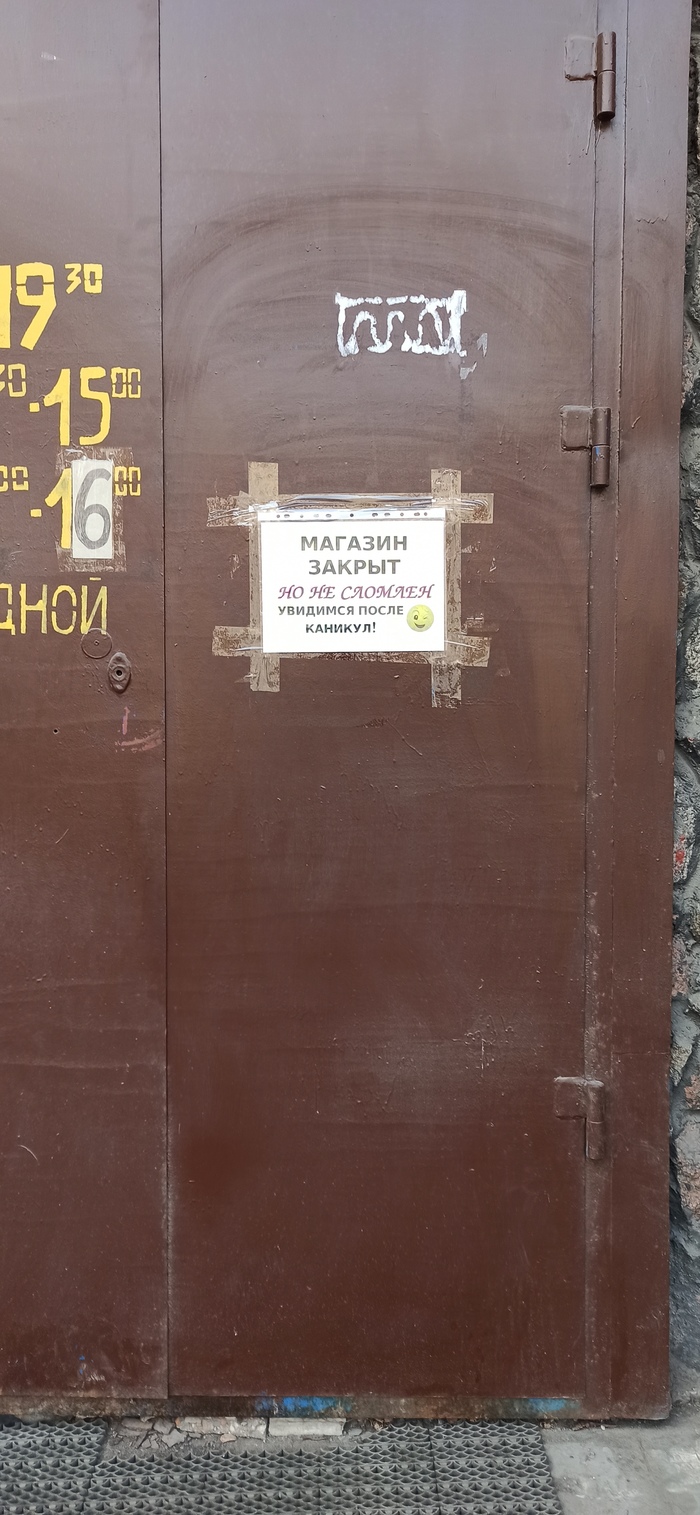 19 30
30 - 15 00
00 - 16 00
ДНОЙ
МАГАЗИН
ЗАКРЫТ
НО НЕ СЛОМЛЕН
УВИДИМСЯ ПОСЛЕ
КАНИКУЛ!